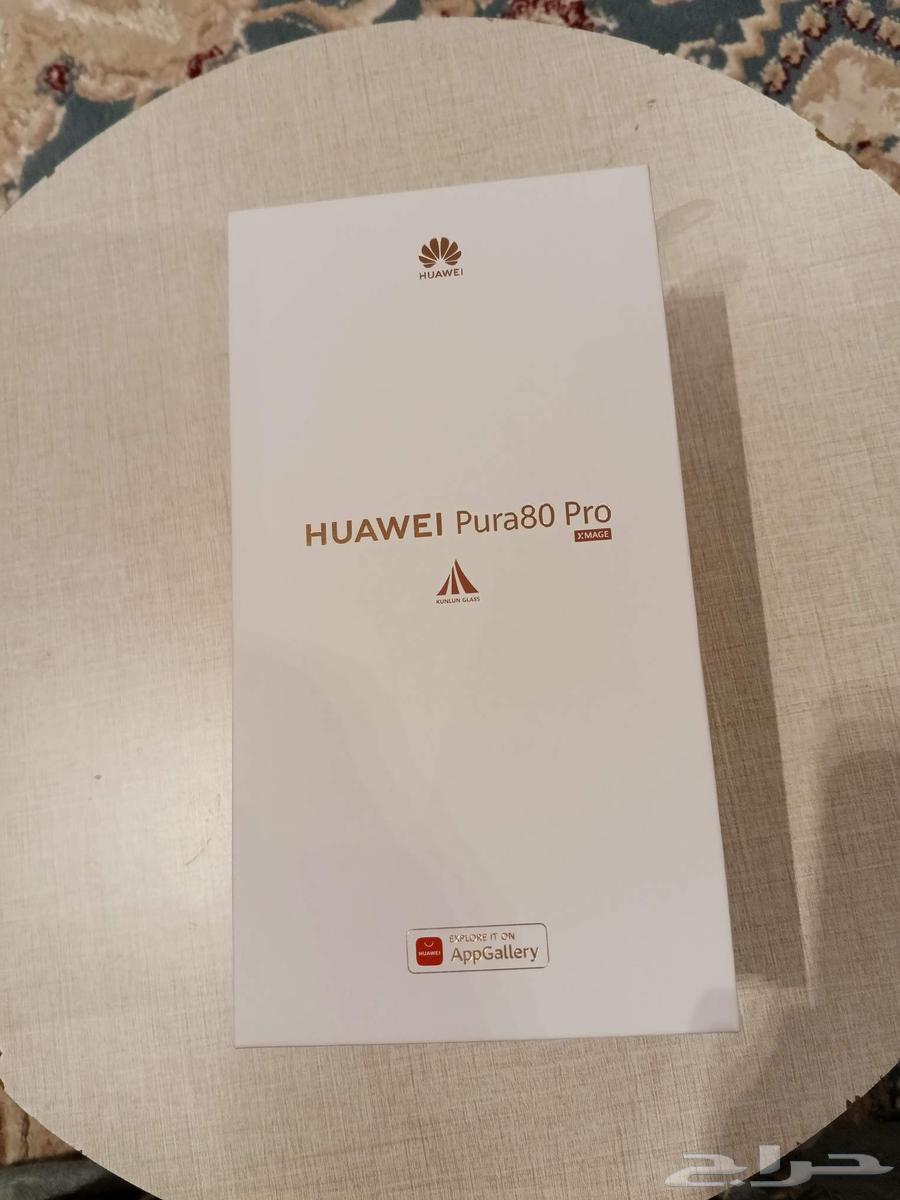 HUAWEI
HUAWEI Pura80 Pro
XMAGE
KUNLUN GLASS
EXPLORE IT ON
HUAWEI
AppGallery
حراج